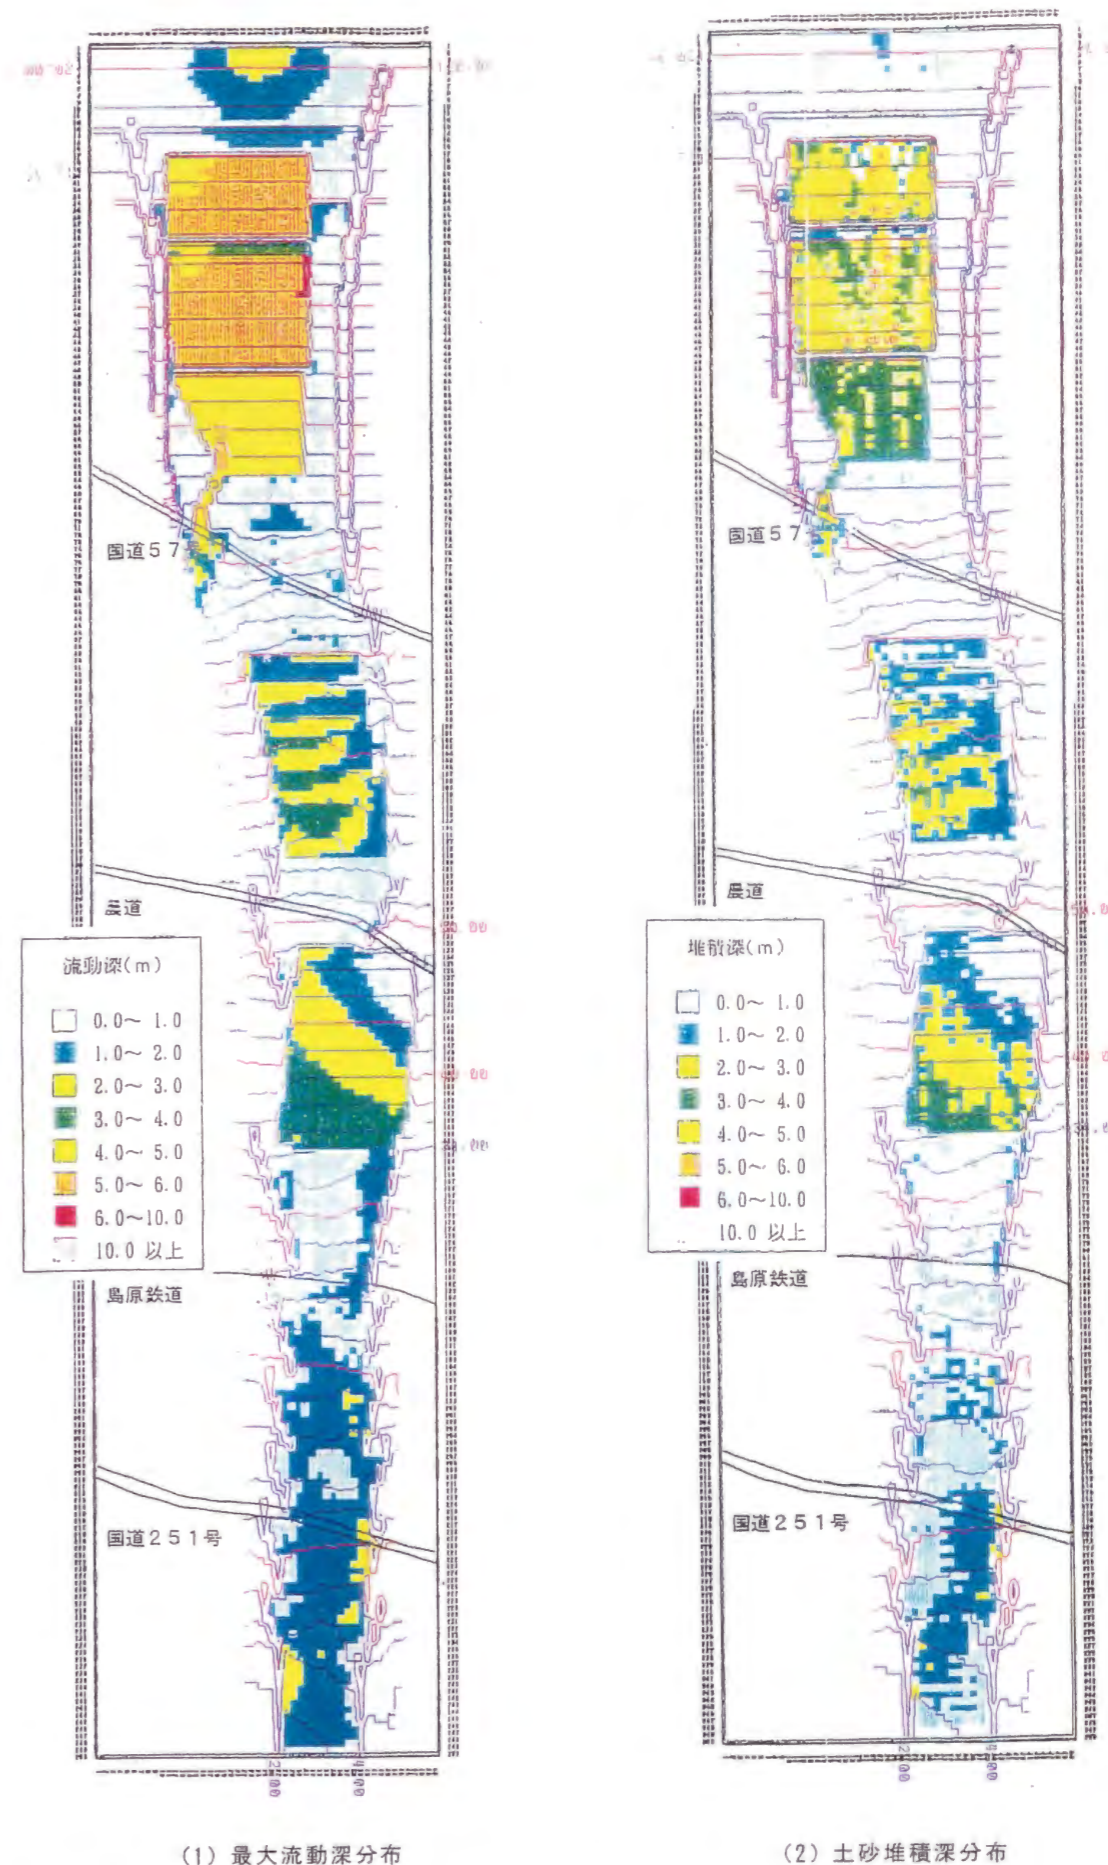 国道57号
農道
流動深(m)
0.0～ 1.0
1.0～ 2.0
2.0～ 3.0
3.0～ 4.0
4.0～ 5.0
5.0～ 6.0
6.0～10.0
10.0 以上
島原鉄道
国道251号
(1) 最大流動深分布
国道57
農道
堆積深(m)
0.0～ 1.0
1.0～ 2.0
2.0～ 3.0
3.0～ 4.0
4.0～ 5.0
5.0～ 6.0
6.0～10.0
10.0 以上
島原鉄道
国道251号
(2) 土砂堆積深分布